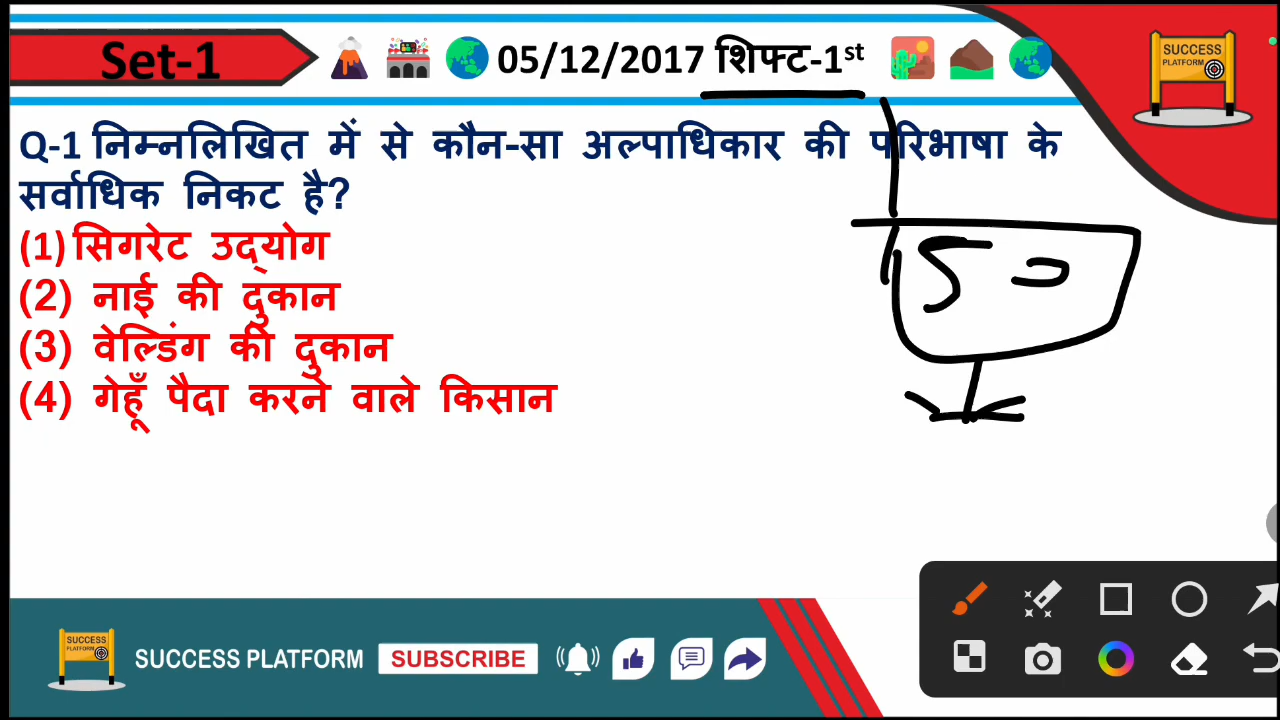 Set-1
05/12/2017 शिफ्ट-1st
SUCCESS
PLATFORM
Q-1 निम्नलिखित में से कौन-सा अल्पाधिकार की परिभाषा के
सर्वाधिक निकट है?
(1) सिगरेट उद्योग
(2) नाई की दुकान
(3) वेल्डिंग की दुकान
(4) गेहूँ पैदा करने वाले किसान
SUCCESS
PLATFORM
SUCCESS PLATFORM
SUBSCRIBE